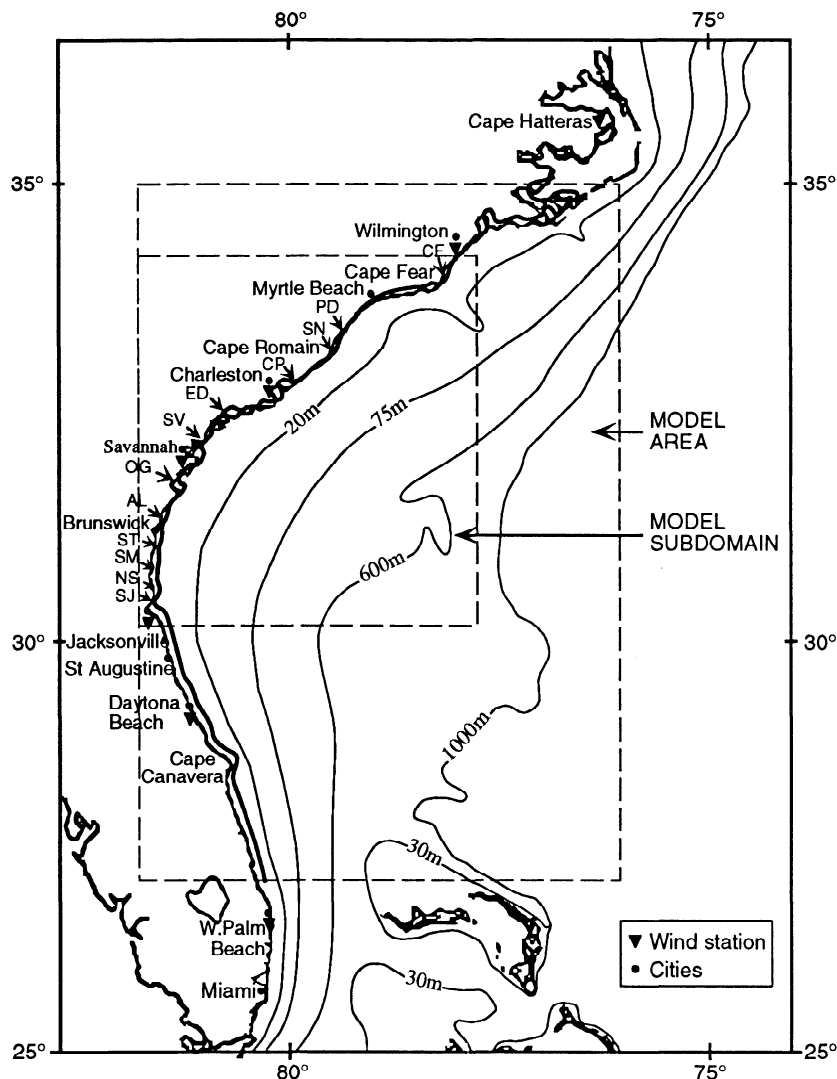 80°
75°
Cape Hatteras
35°
35°
Wilmington
CF
Cape Fear
Myrtle Beach
PD
SN
Cape Romain
CP
Charleston
ED
20m
75m
MODEL
AREA
SV
Savannah
OG
AL
Brunswick
MODEL
SUBDOMAIN
ST
SM
600m
NS
SJ
30°
30°
Jacksonville
St Augustine
Daytona
Beach
1000m
Cape
Canavera
30m
W.Palm
Beach
Wind station
Cities
30m
Miami
25°
25°
80°
75°